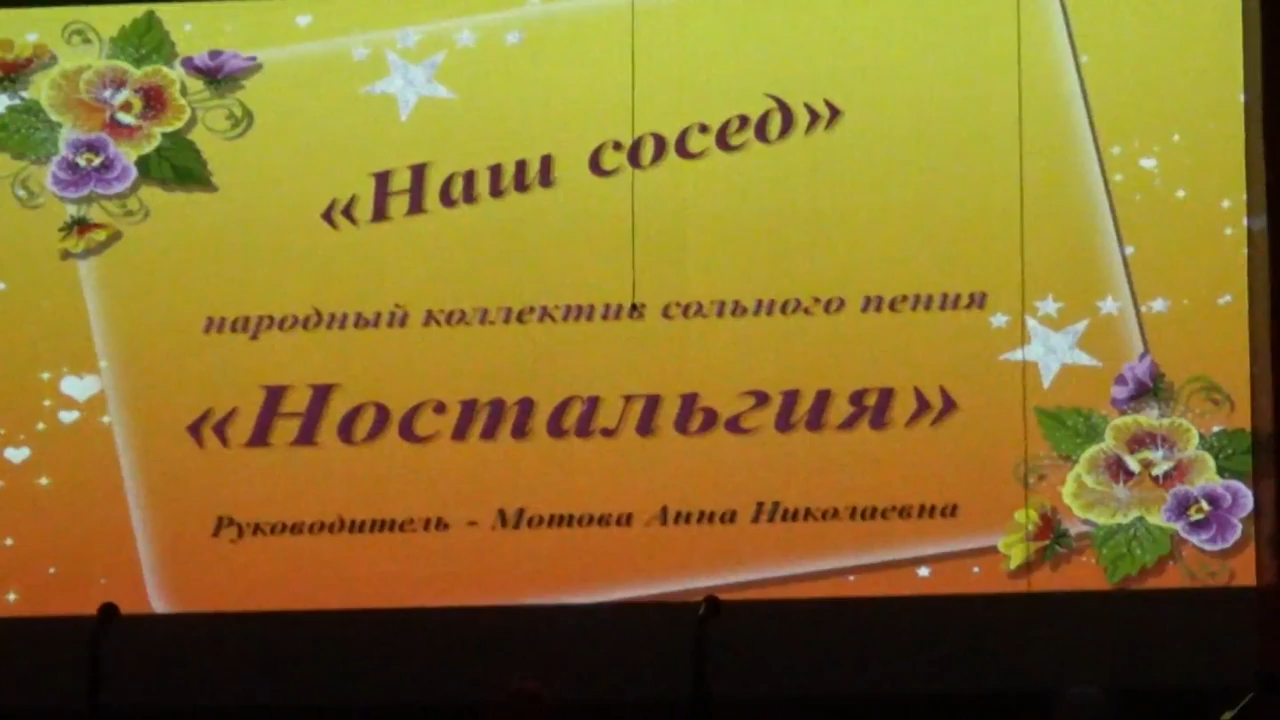 «Наш сосед»
народный коллектив сольного пения
«Ностальгия»
Руководитель - Мотова Анна Николаевна